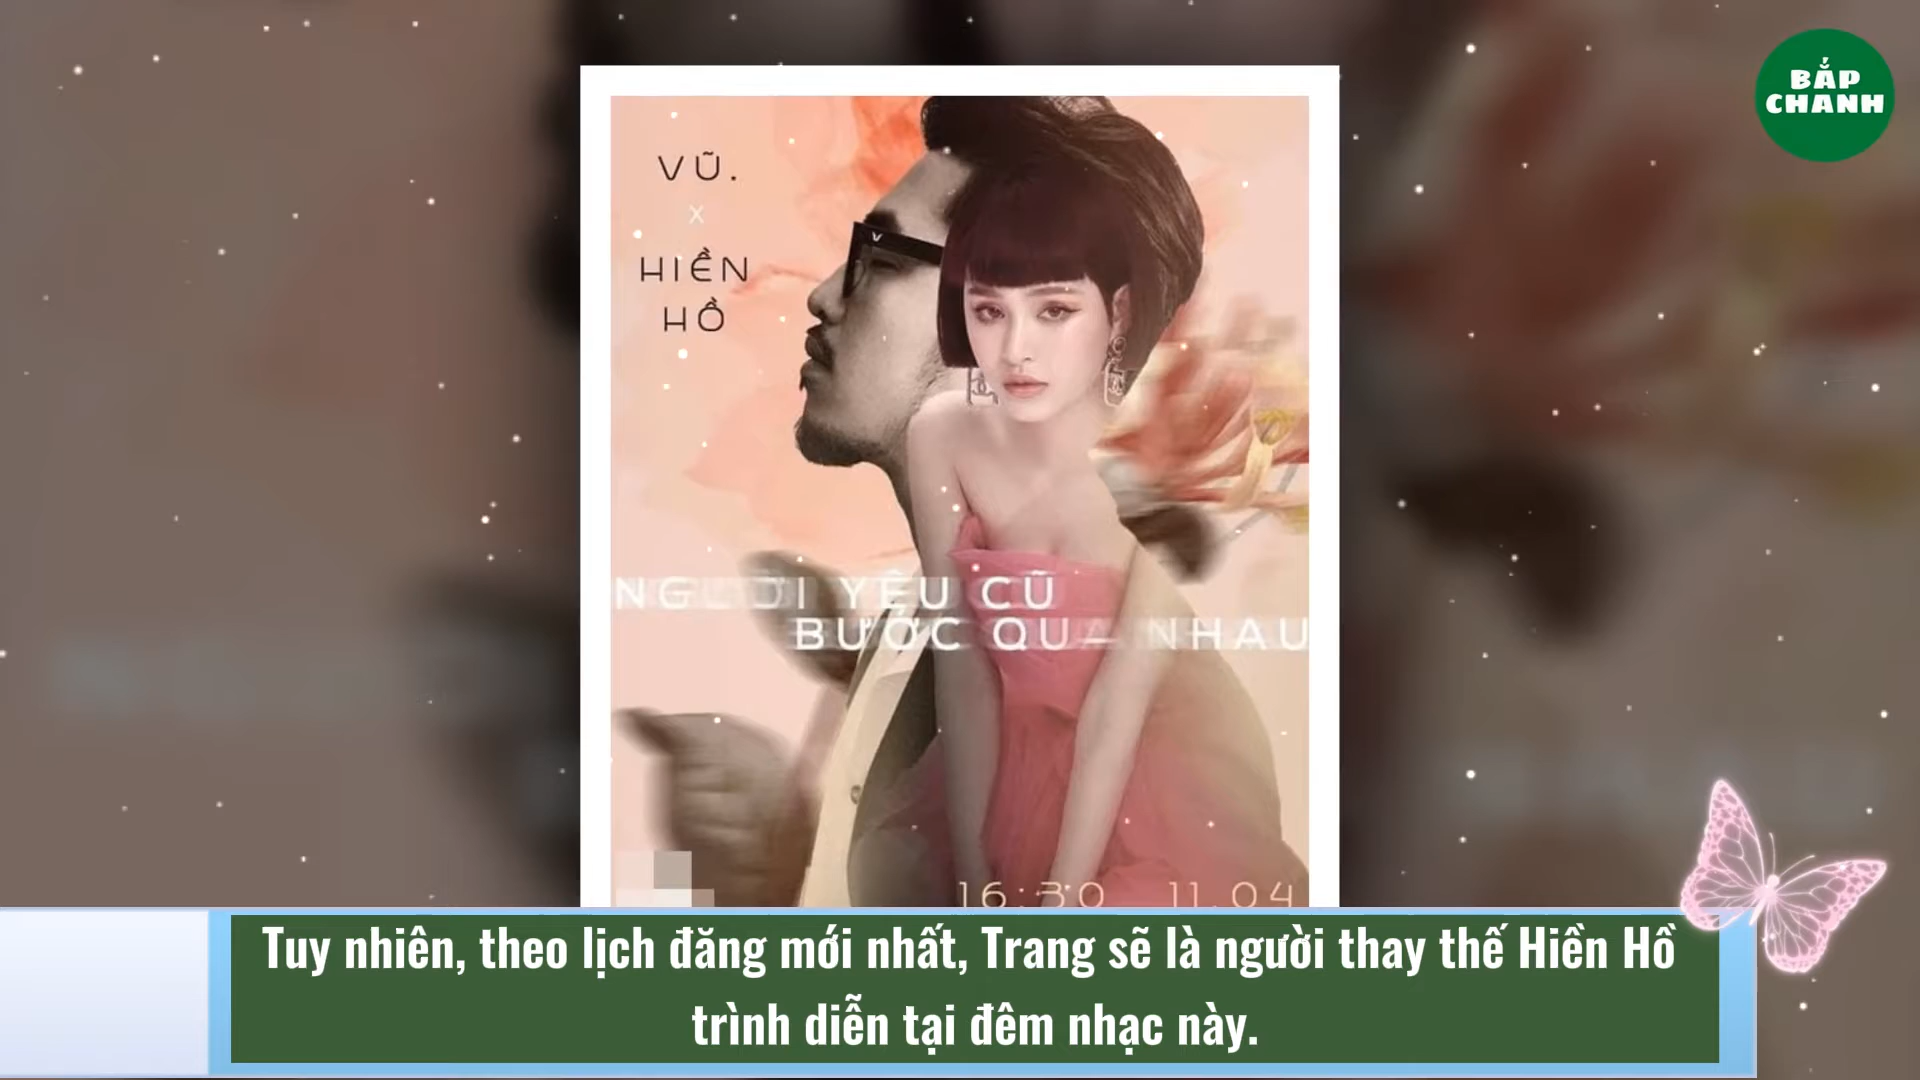 BẮP
CHANH
VŨ.
X
HIỀN
HỒ
NGƯỜI YÊU CŨ
BƯỚC QUA NHAU
16:30 11.04
Tuy nhiên, theo lịch đăng mới nhất, Trang sẽ là người thay thế Hiền Hồ
trình diễn tại đêm nhạc này.